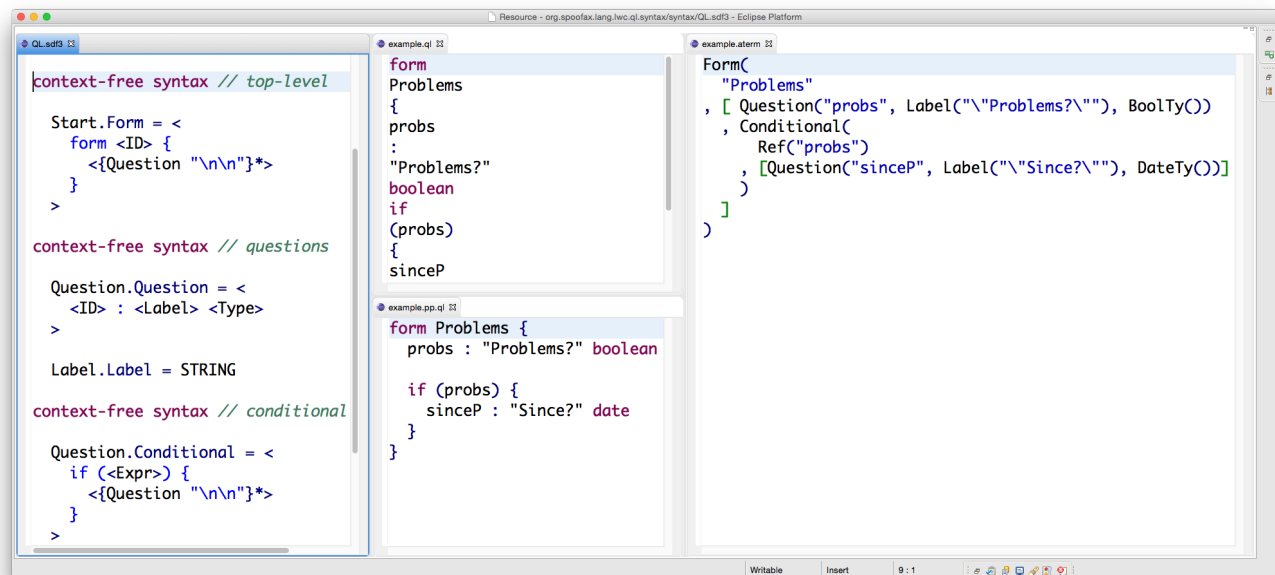 Resource - org.spoofax.lang.lwc.ql.syntax/syntax/QL.sdf3 - Eclipse Platform
QL.sdf3
context-free syntax // top-level
Start.Form = <
form <ID> {
<{Question "\n\n"}*>
}
>
context-free syntax // questions
Question.Question = <
<ID> : <Label> <Type>
>
Label.Label = STRING
context-free syntax // conditional
Question.Conditional = <
if (<Expr>) {
<{Question "\n\n"}*>
}
>
example.ql
form
Problems
{
probs
:
"Problems?"
boolean
if
(probs)
{
sinceP
example.pp.ql
form Problems {
probs : "Problems?" boolean
if (probs) {
sinceP : "Since?" date
}
}
example.aterm
Form(
"Problems"
, [ Question("probs", Label("\"Problems?\""), BoolTy())
, Conditional(
Ref("probs")
, [Question("sinceP", Label("\"Since?\""), DateTy())]
)
]
)
Writable
Insert
9 : 1